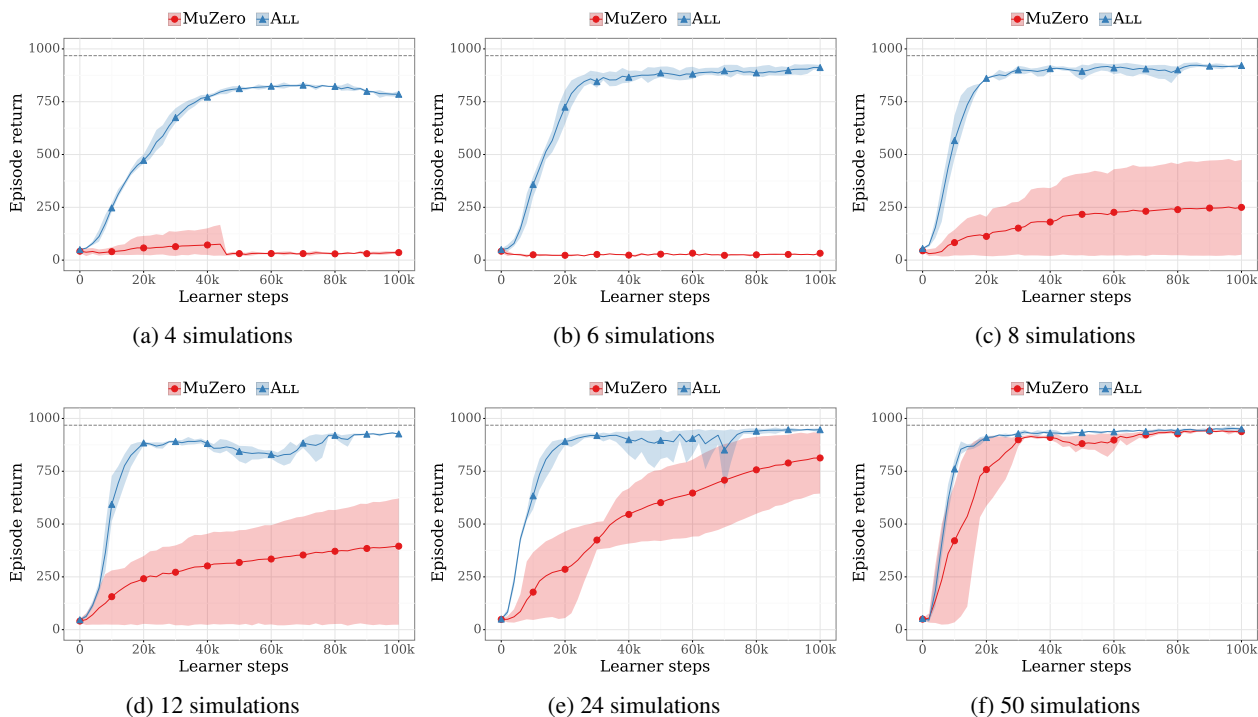 MuZero ALL
1000
750
500
250
0
Episode return
0 20k 40k 60k 80k 100k
Learner steps
(a) 4 simulations
MuZero ALL
1000
750
500
250
0
Episode return
0 20k 40k 60k 80k 100k
Learner steps
(b) 6 simulations
MuZero ALL
1000
750
500
250
0
Episode return
0 20k 40k 60k 80k 100k
Learner steps
(c) 8 simulations
MuZero ALL
1000
750
500
250
0
Episode return
0 20k 40k 60k 80k 100k
Learner steps
(d) 12 simulations
MuZero ALL
1000
750
500
250
0
Episode return
0 20k 40k 60k 80k 100k
Learner steps
(e) 24 simulations
MuZero ALL
1000
750
500
250
0
Episode return
0 20k 40k 60k 80k 100k
Learner steps
(f) 50 simulations